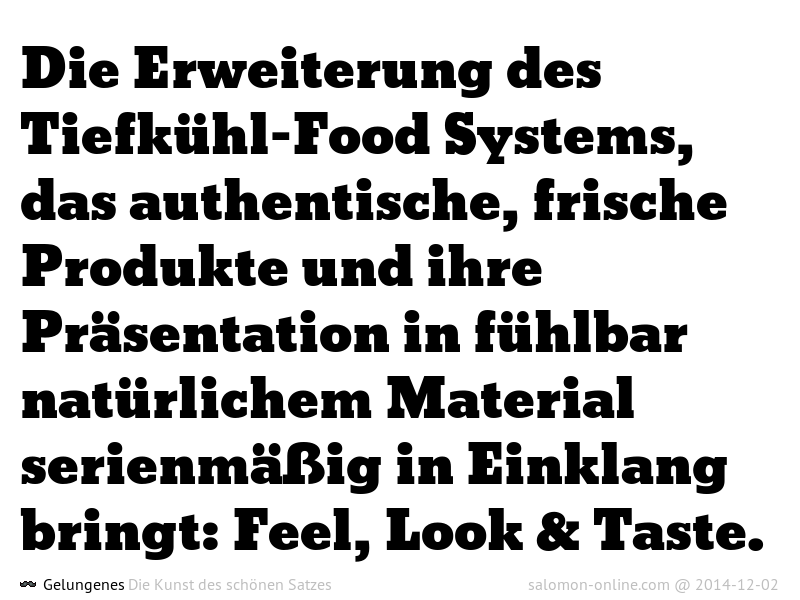 Die Erweiterung des
Tiefkühl-Food Systems,
das authentische, frische
Produkte und ihre
Präsentation in fühlbar
natürlichem Material
serienmäßig in Einklang
bringt: Feel, Look & Taste.
Gelungenes Die Kunst des schönen Satzes salomon-online.com @ 2014-12-02